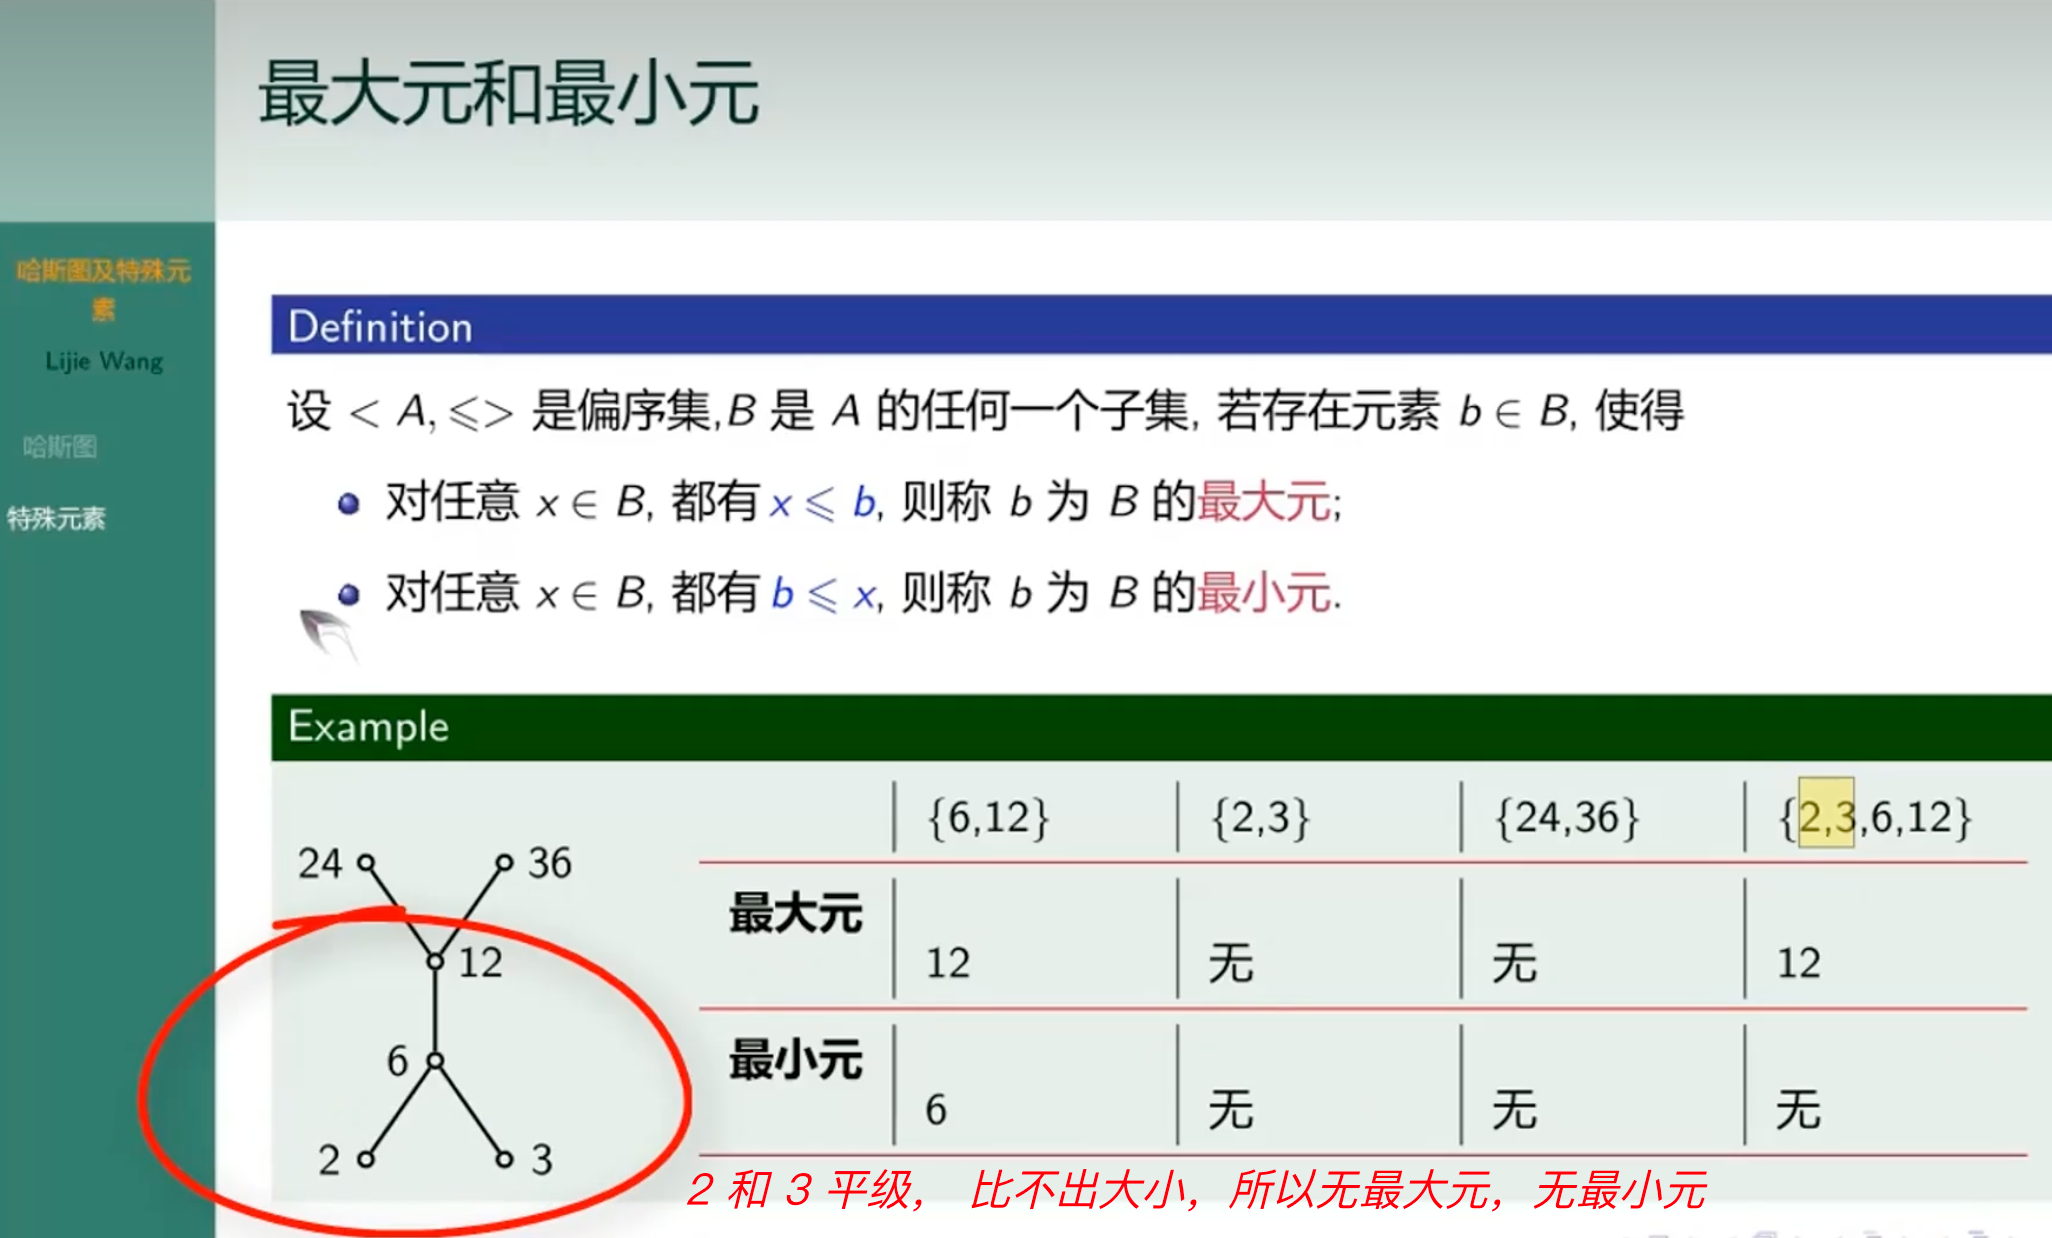 最大元和最小元
哈斯图及特殊元
素
Lijie Wang
哈斯图
特殊元素
Definition
设 < A, ⩽> 是偏序集,B 是 A 的任何一个子集, 若存在元素 b ∈ B, 使得
对任意 x ∈ B, 都有 x ⩽ b, 则称 b 为 B 的最大元;
对任意 x ∈ B, 都有 b ⩽ x, 则称 b 为 B 的最小元.
Example
24 36
12
6
2 3
{6,12} {2,3} {24,36} {2,3,6,12}
最大元 12 无 无 12
最小元 6 无 无 无
2 和 3 平级， 比不出大小，所以无最大元，无最小元